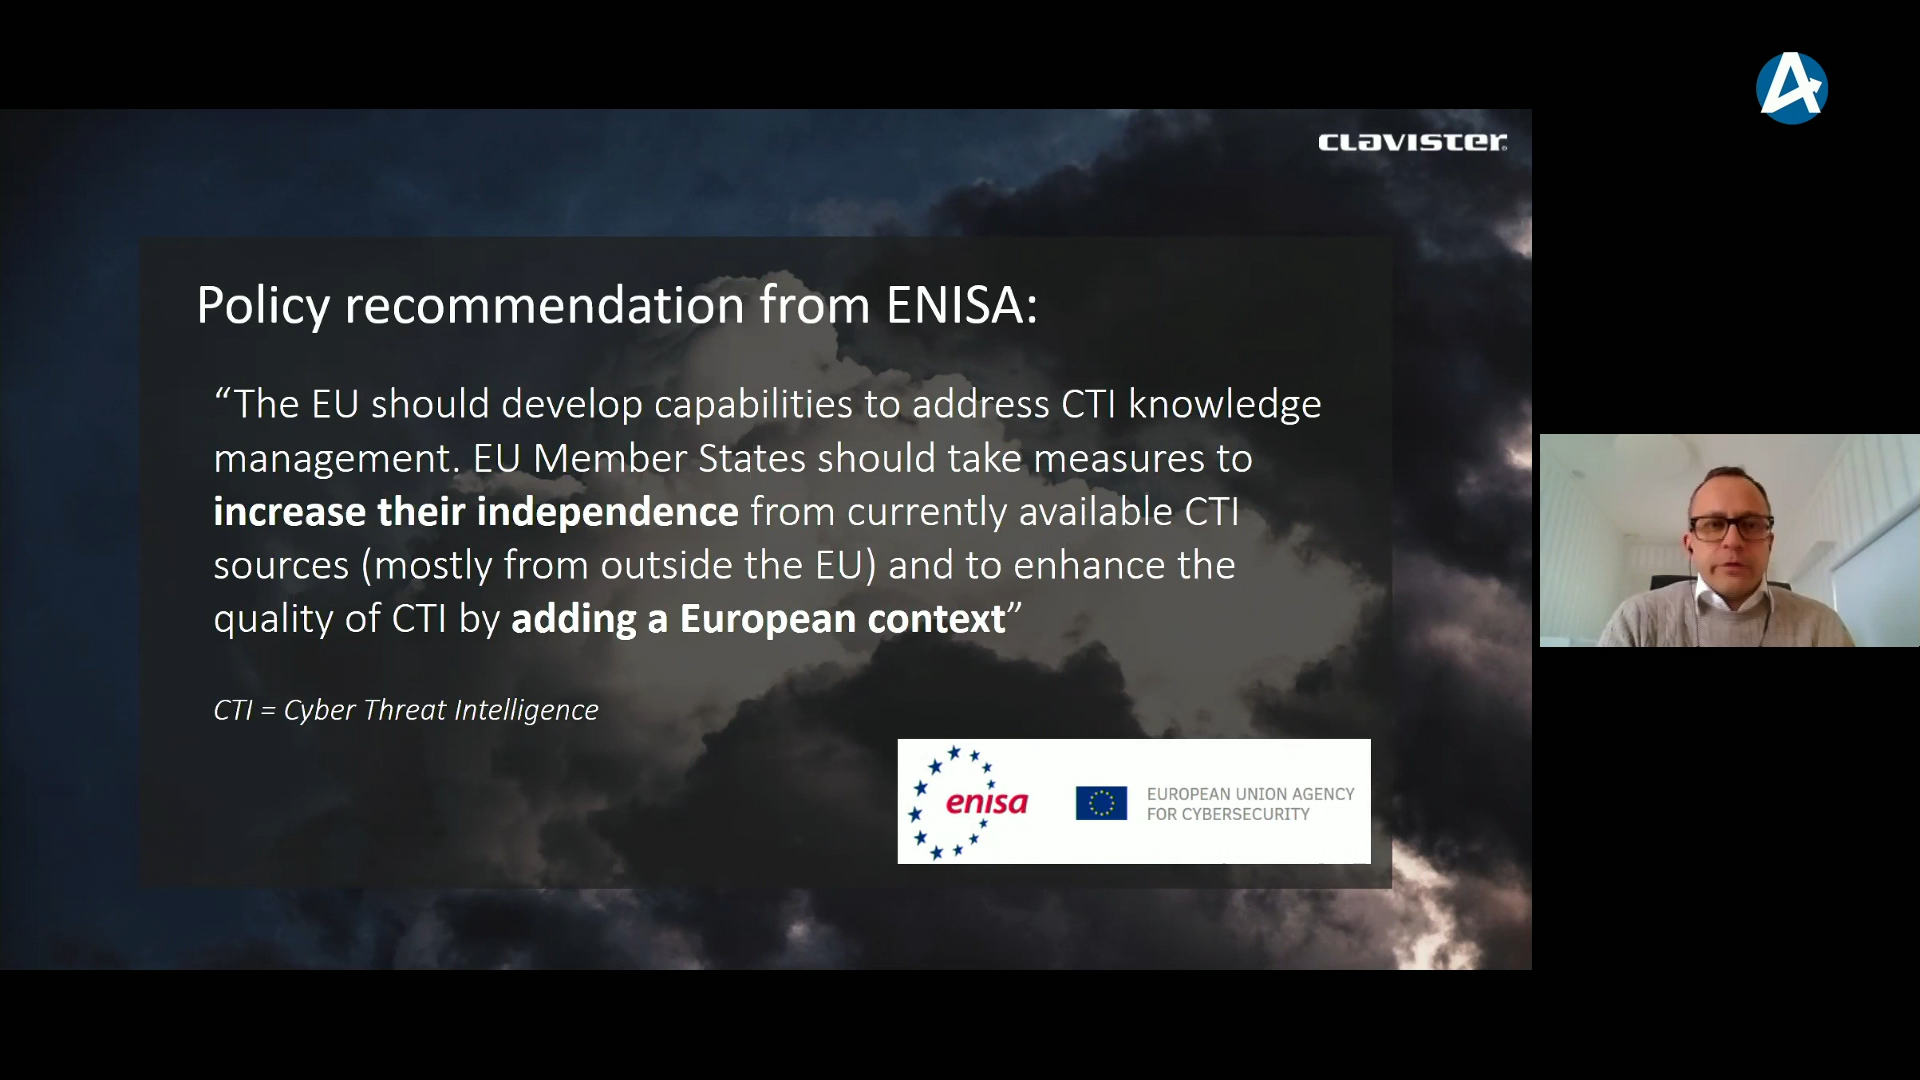 CLAVISTER
Policy recommendation from ENISA:
“The EU should develop capabilities to address CTI knowledge
management. EU Member States should take measures to
increase their independence from currently available CTI
sources (mostly from outside the EU) and to enhance the
quality of CTI by adding a European context”
CTI = Cyber Threat Intelligence
enisa
EUROPEAN UNION AGENCY
FOR CYBERSECURITY